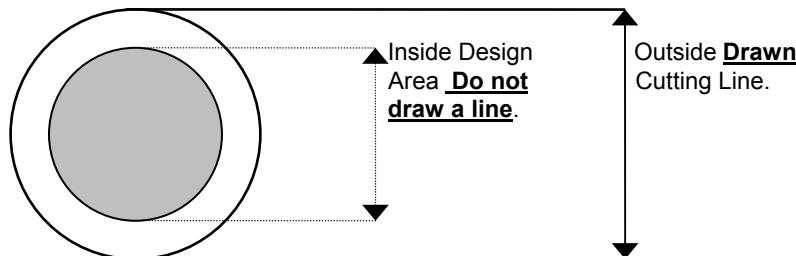 Inside Design
Area Do not
draw a line.
Outside Drawn
Cutting Line.